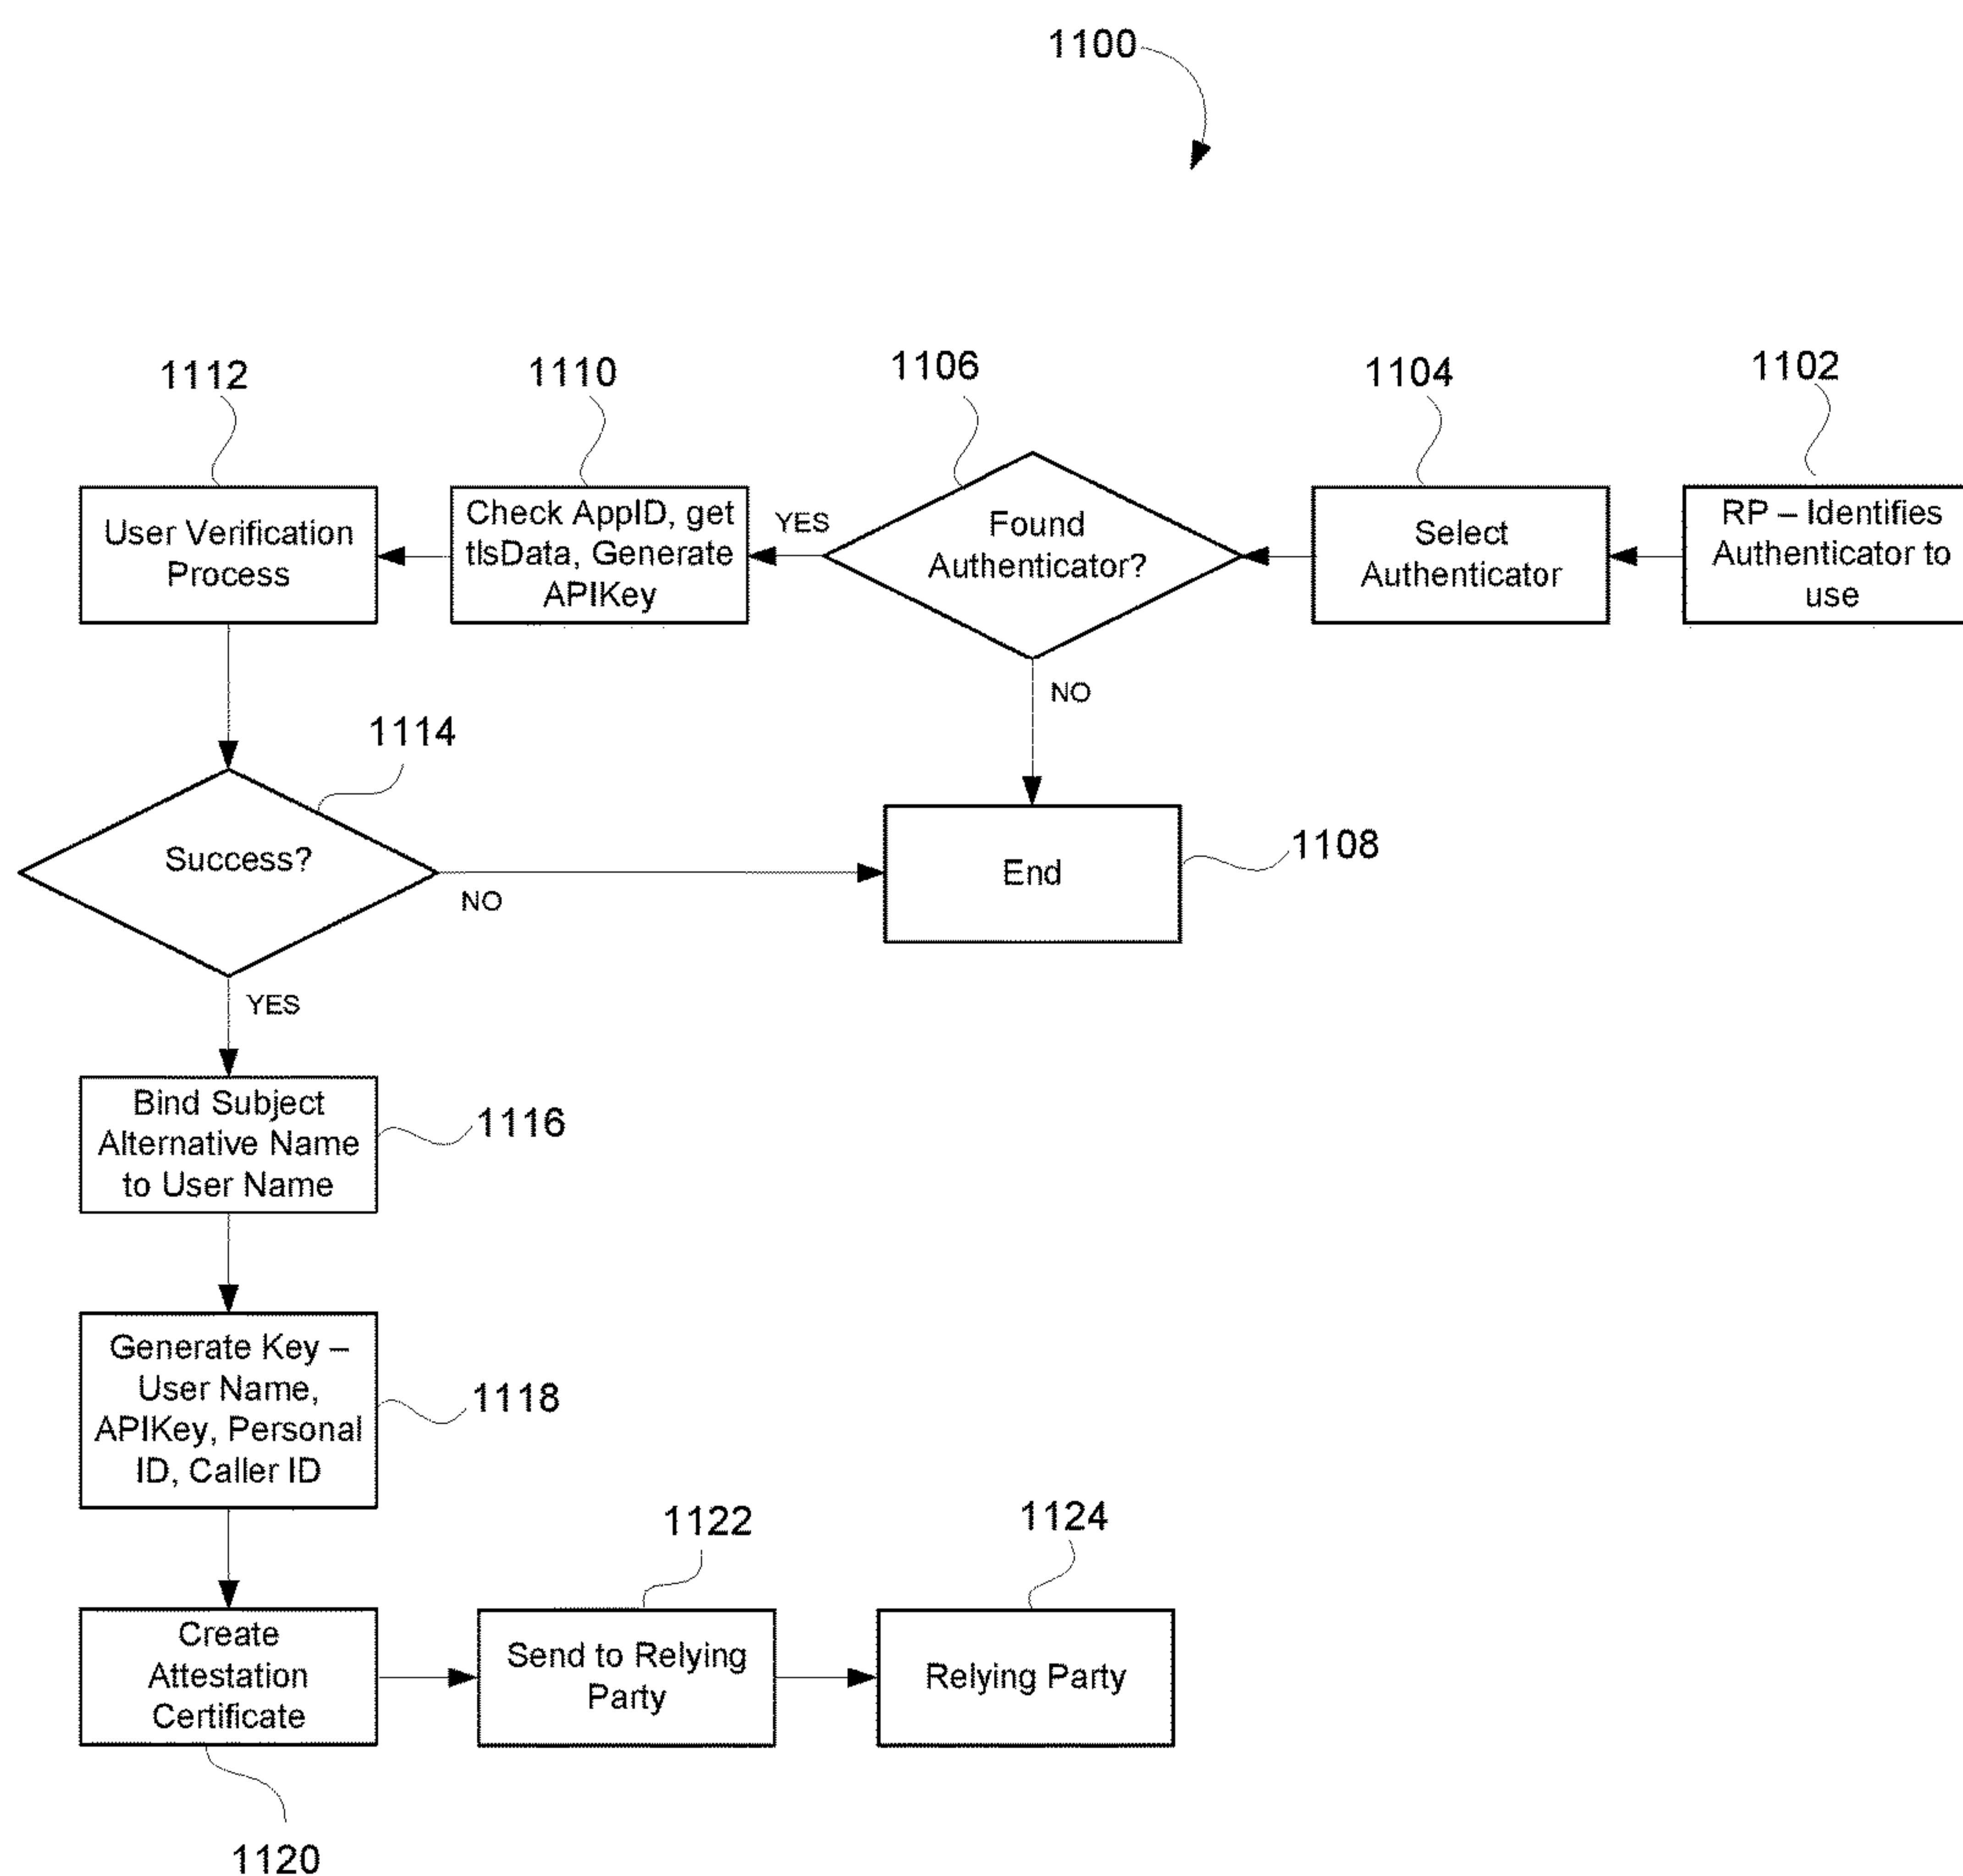 1100
1112
1110
1106
1104
1102
User Verification
Process
Check AppID, get
tlsData, Generate
APIKey
YES
Found
Authenticator?
Select
Authenticator
RP – Identifies
Authenticator to
use
NO
1114
Success?
NO
End
1108
YES
Bind Subject
Alternative Name
to User Name
1116
Generate Key –
User Name,
APIKey, Personal
ID, Caller ID
1118
1122
1124
Create
Attestation
Certificate
Send to Relying
Party
Relying Party
1120